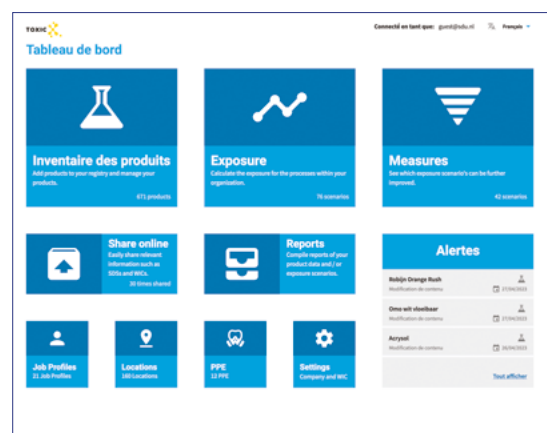 TOXIC
Connecté en tant que: guest@sdu.nl
Français
Tableau de bord
Inventaire des produits
Add products to your registry and manage your
products.
671 products
Exposure
Calculate the exposure for the processes within your
organization.
76 scenarios
Measures
See which exposure scenario's can be further
improved.
42 scenarios
Share online
Easily share relevant
information such as
SDSs and WICs.
30 times shared
Reports
Compile reports of your
product data and / or
exposure scenarios.
Alertes
Robijn Orange Rush
Modification de contenu
27/04/2023
Omo wit vloeibaar
Modification de contenu
27/04/2023
Acrysol
Modification de contenu
26/04/2023
Tout afficher
Job Profiles
21 Job Profiles
Locations
160 Locations
PPE
12 PPE
Settings
Company and WIC